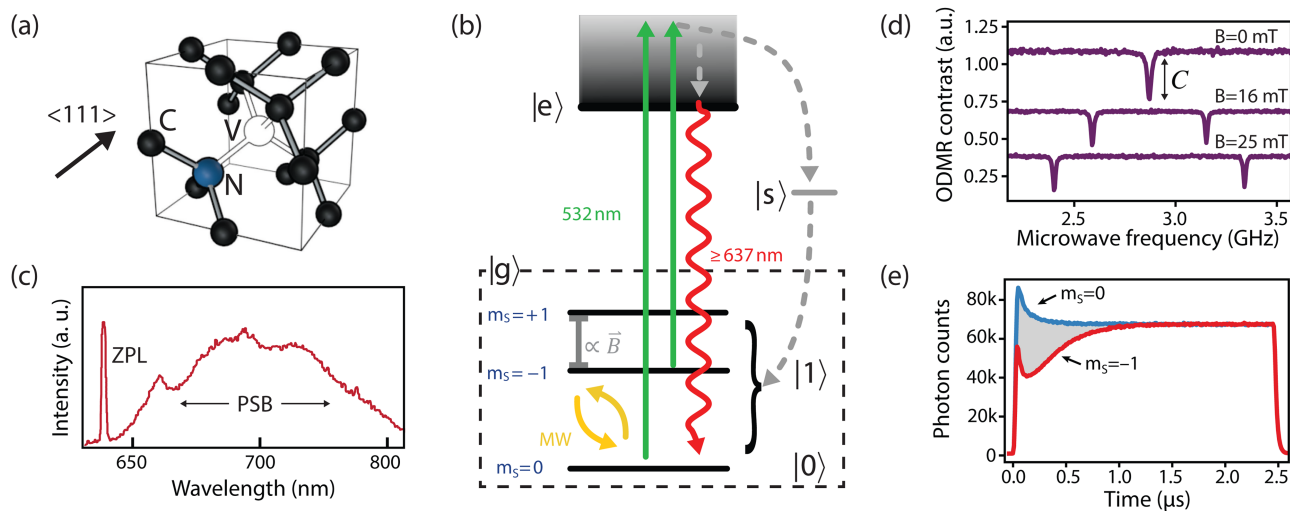 (a)
<111>
C
V
N
(b)
|e⟩
|s⟩
532 nm
≥637 nm
|g⟩
mS=+1
∝ B⃗
mS=−1
|1⟩
MW
mS=0
|0⟩
(c)
Intensity (a. u.)
ZPL
PSB
650
700
800
Wavelength (nm)
(d)
ODMR contrast (a.u.)
1.25
1.00
0.75
0.50
0.25
B=0 mT
C
B=16 mT
B=25 mT
2.5
3.0
3.5
Microwave frequency (GHz)
(e)
Photon counts
80k
60k
40k
20k
0
mS=0
mS=−1
0.0
0.5
1.0
1.5
2.0
2.5
Time (μs)